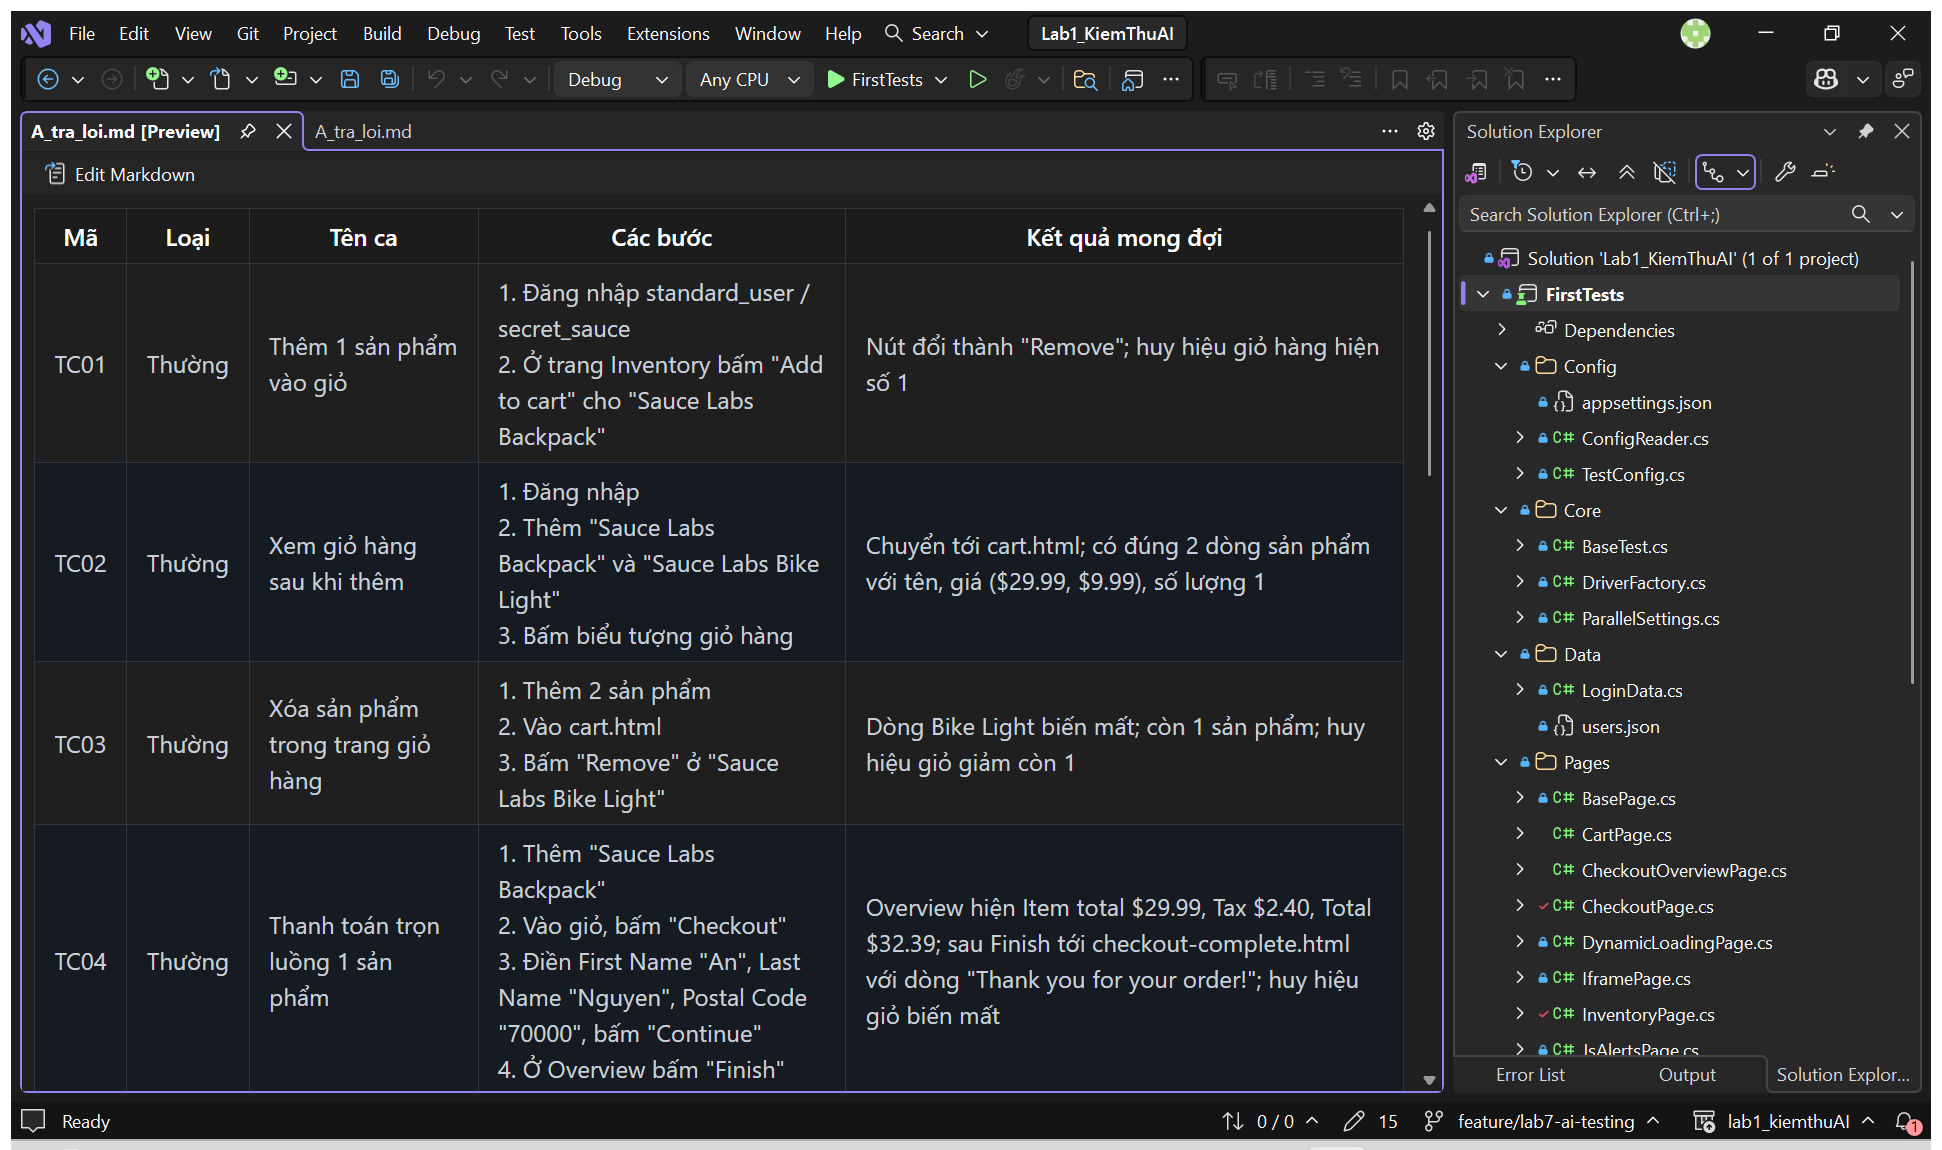 File Edit View Git Project Build Debug Test Tools Extensions Window Help Search Lab1_KiemThuAI
Debug Any CPU FirstTests
A_tra_loi.md [Preview] A_tra_loi.md
Edit Markdown
Mã Loại Tên ca Các bước Kết quả mong đợi
TC01 Thường
Thêm 1 sản phẩm
vào giỏ
1. Đăng nhập standard_user /
secret_sauce
2. Ở trang Inventory bấm "Add
to cart" cho "Sauce Labs
Backpack"
Nút đổi thành "Remove"; huy hiệu giỏ hàng hiện
số 1
TC02 Thường
Xem giỏ hàng
sau khi thêm
1. Đăng nhập
2. Thêm "Sauce Labs
Backpack" và "Sauce Labs Bike
Light"
3. Bấm biểu tượng giỏ hàng
Chuyển tới cart.html; có đúng 2 dòng sản phẩm
với tên, giá ($29.99, $9.99), số lượng 1
TC03 Thường
Xóa sản phẩm
trong trang giỏ
hàng
1. Thêm 2 sản phẩm
2. Vào cart.html
3. Bấm "Remove" ở "Sauce
Labs Bike Light"
Dòng Bike Light biến mất; còn 1 sản phẩm; huy
hiệu giỏ giảm còn 1
TC04 Thường
Thanh toán trọn
luồng 1 sản
phẩm
1. Thêm "Sauce Labs
Backpack"
2. Vào giỏ, bấm "Checkout"
3. Điền First Name "An", Last
Name "Nguyen", Postal Code
"70000", bấm "Continue"
4. Ở Overview bấm "Finish"
Overview hiện Item total $29.99, Tax $2.40, Total
$32.39; sau Finish tới checkout-complete.html
với dòng "Thank you for your order!"; huy hiệu
giỏ biến mất
Solution Explorer
Search Solution Explorer (Ctrl+;)
Solution 'Lab1_KiemThuAI' (1 of 1 project)
FirstTests
Dependencies
Config
appsettings.json
C# ConfigReader.cs
C# TestConfig.cs
Core
C# BaseTest.cs
C# DriverFactory.cs
C# ParallelSettings.cs
Data
C# LoginData.cs
users.json
Pages
C# BasePage.cs
C# CartPage.cs
C# CheckoutOverviewPage.cs
C# CheckoutPage.cs
C# DynamicLoadingPage.cs
C# IframePage.cs
C# InventoryPage.cs
C# JsAlertsPage.cs
Error List Output Solution Explor...
Ready 0 / 0 15 feature/lab7-ai-testing lab1_kiemthuAI 1